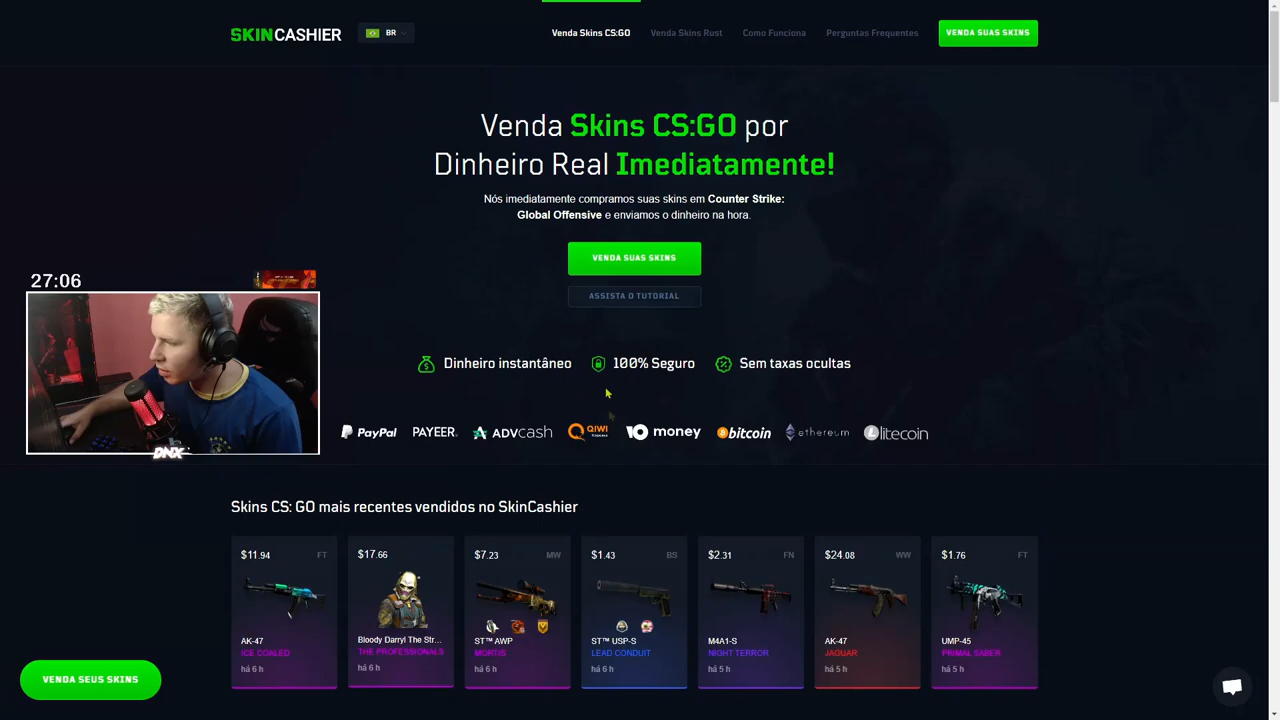 SKINCASHIER
BR
Venda Skins CS:GO
Venda Skins Rust
Como Funciona
Perguntas Frequentes
VENDA SUAS SKINS
Venda Skins CS:GO por
Dinheiro Real Imediatamente!
Nós imediatamente compramos suas skins em Counter Strike:
Global Offensive e enviamos o dinheiro na hora.
VENDA SUAS SKINS
ASSISTA O TUTORIAL
27:06
DNX
Dinheiro instantâneo
100% Seguro
Sem taxas ocultas
PayPal
PAYEER
ADVcash
QIWI
money
bitcoin
ethereum
litecoin
Skins CS: GO mais recentes vendidos no SkinCashier
$11.94 FT
AK-47
ICE COALED
há 6 h
$17.66
Bloody Darryl The Str...
THE PROFESSIONALS
há 6 h
$7.23 MW
ST™ AWP
MORTIS
há 6 h
$1.43 BS
ST™ USP-S
LEAD CONDUIT
há 6 h
$2.31 FN
M4A1-S
NIGHT TERROR
há 5 h
$24.08 WW
AK-47
JAGUAR
há 5 h
$1.76 FT
UMP-45
PRIMAL SABER
há 5 h
VENDA SEUS SKINS